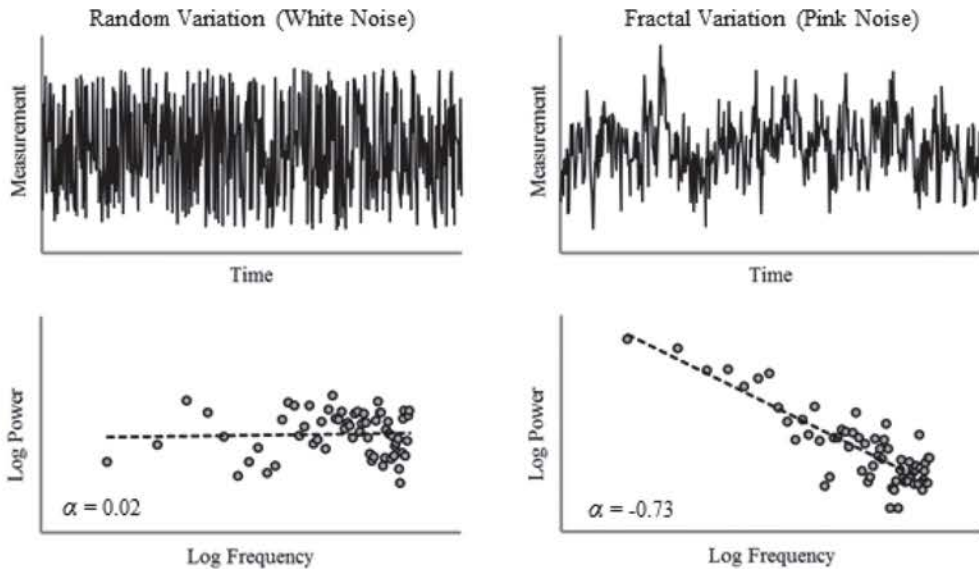 Random Variation (White Noise)
Measurement
Time
Fractal Variation (Pink Noise)
Measurement
Time
Log Power
α = 0.02
Log Frequency
Log Power
α = -0.73
Log Frequency